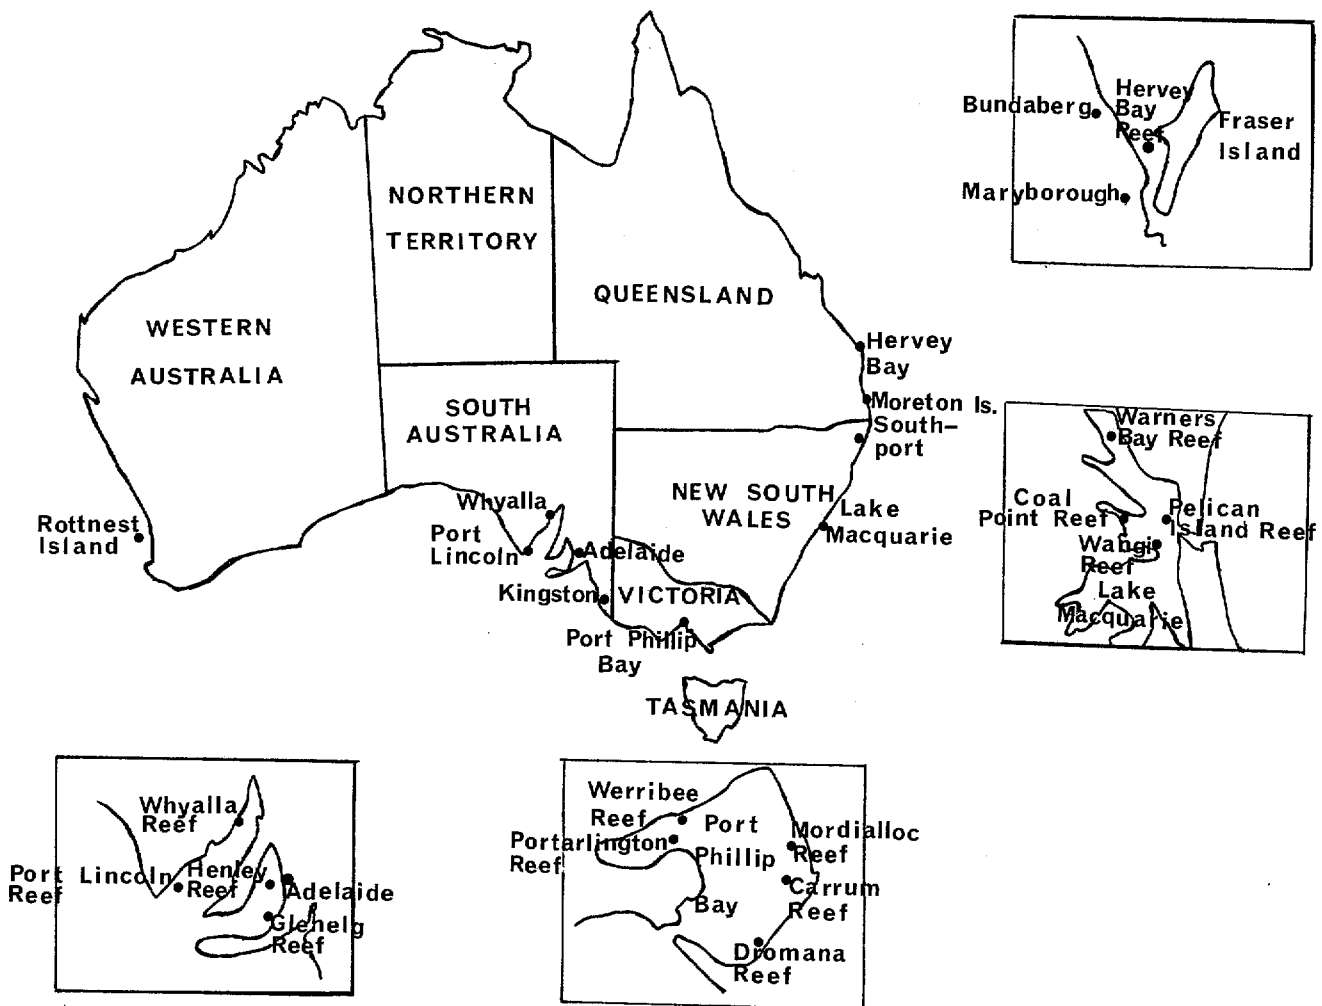 NORTHERN
TERRITORY
QUEENSLAND
WESTERN
AUSTRALIA
SOUTH
AUSTRALIA
NEW SOUTH
WALES
VICTORIA
TASMANIA
Hervey
Bay
Moreton Is.
South–
port
Lake
Macquarie
Rottnest
Island
Whyalla
Port
Lincoln
Adelaide
Kingston
Port Phillip
Bay
Bundaberg
Hervey
Bay
Reef
Fraser
Island
Maryborough
Warners
Bay Reef
Coal
Point Reef
Pelican
Island Reef
Wangi
Reef
Lake
Macquarie
Whyalla
Reef
Port Lincoln
Reef
Henley
Reef
Adelaide
Glenelg
Reef
Werribee
Reef
Portarlington
Reef
Port
Phillip
Bay
Mordialloc
Reef
Carrum
Reef
Dromana
Reef